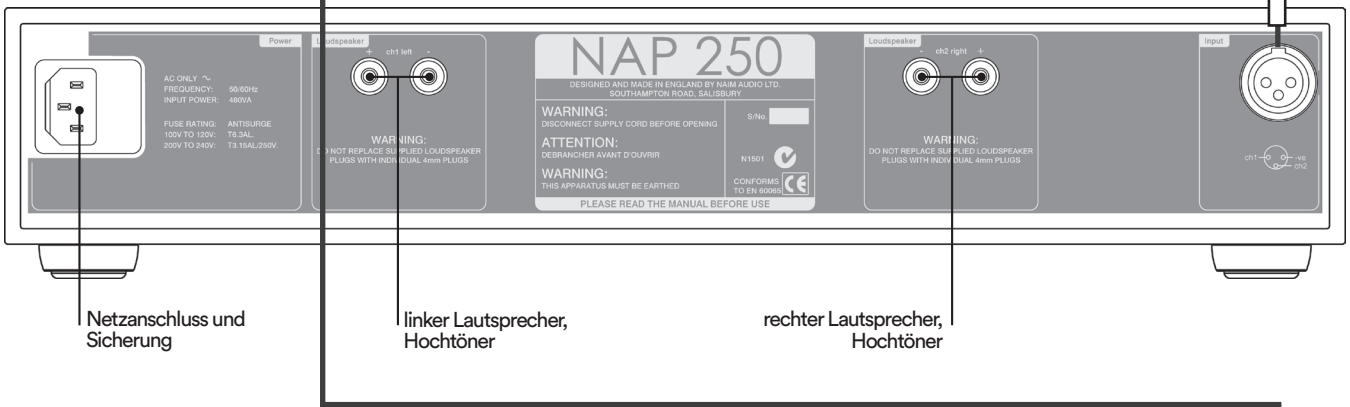 Power
AC ONLY ∿
FREQUENCY: 50/60Hz
INPUT POWER: 480VA
FUSE RATING: ANTISURGE
100V TO 120V: T6.3AL.
200V TO 240V: T3.15AL/250V.
Loudspeaker
+ ch1 left -
WARNING:
DO NOT REPLACE SUPPLIED LOUDSPEAKER
PLUGS WITH INDIVIDUAL 4mm PLUGS
NAP 250
DESIGNED AND MADE IN ENGLAND BY NAIM AUDIO LTD.
SOUTHAMPTON ROAD, SALISBURY
WARNING:
DISCONNECT SUPPLY CORD BEFORE OPENING
ATTENTION:
DEBRANCHER AVANT D'OUVRIR
WARNING:
THIS APPARATUS MUST BE EARTHED
S/No.
N1501
CONFORMS
TO EN 60065
CE
PLEASE READ THE MANUAL BEFORE USE
Loudspeaker
- ch2 right +
WARNING:
DO NOT REPLACE SUPPLIED LOUDSPEAKER
PLUGS WITH INDIVIDUAL 4mm PLUGS
Input
ch1 -ve
ch2
Netzanschluss und
Sicherung
linker Lautsprecher,
Hochtöner
rechter Lautsprecher,
Hochtöner